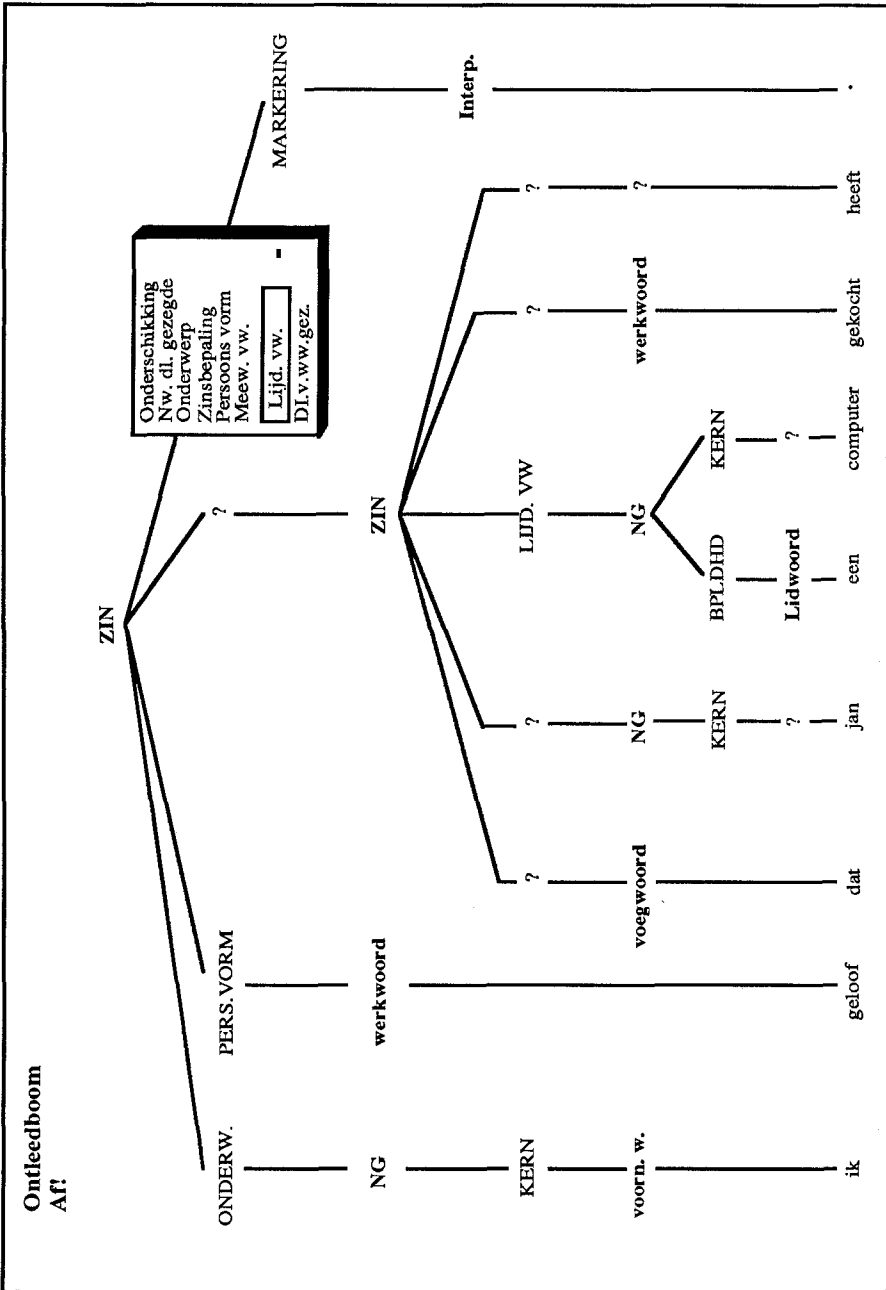 Ontleedboom
Af!
ZIN
Onderschikking
Nw. dl. gezegde
Onderwerp
Zinsbepaling
Persoons vorm
Meew. vw.
Lijd. vw.
Dl.v.ww.gez.
-
ONDERW.
PERS.VORM
?
MARKERING
NG
werkwoord
ZIN
Interp.
KERN
?
?
LIJD. VW
?
?
voorn. w.
voegwoord
NG
NG
werkwoord
?
KERN
BPLDHD
KERN
?
Lidwoord
?
ik
geloof
dat
jan
een
computer
gekocht
heeft
.